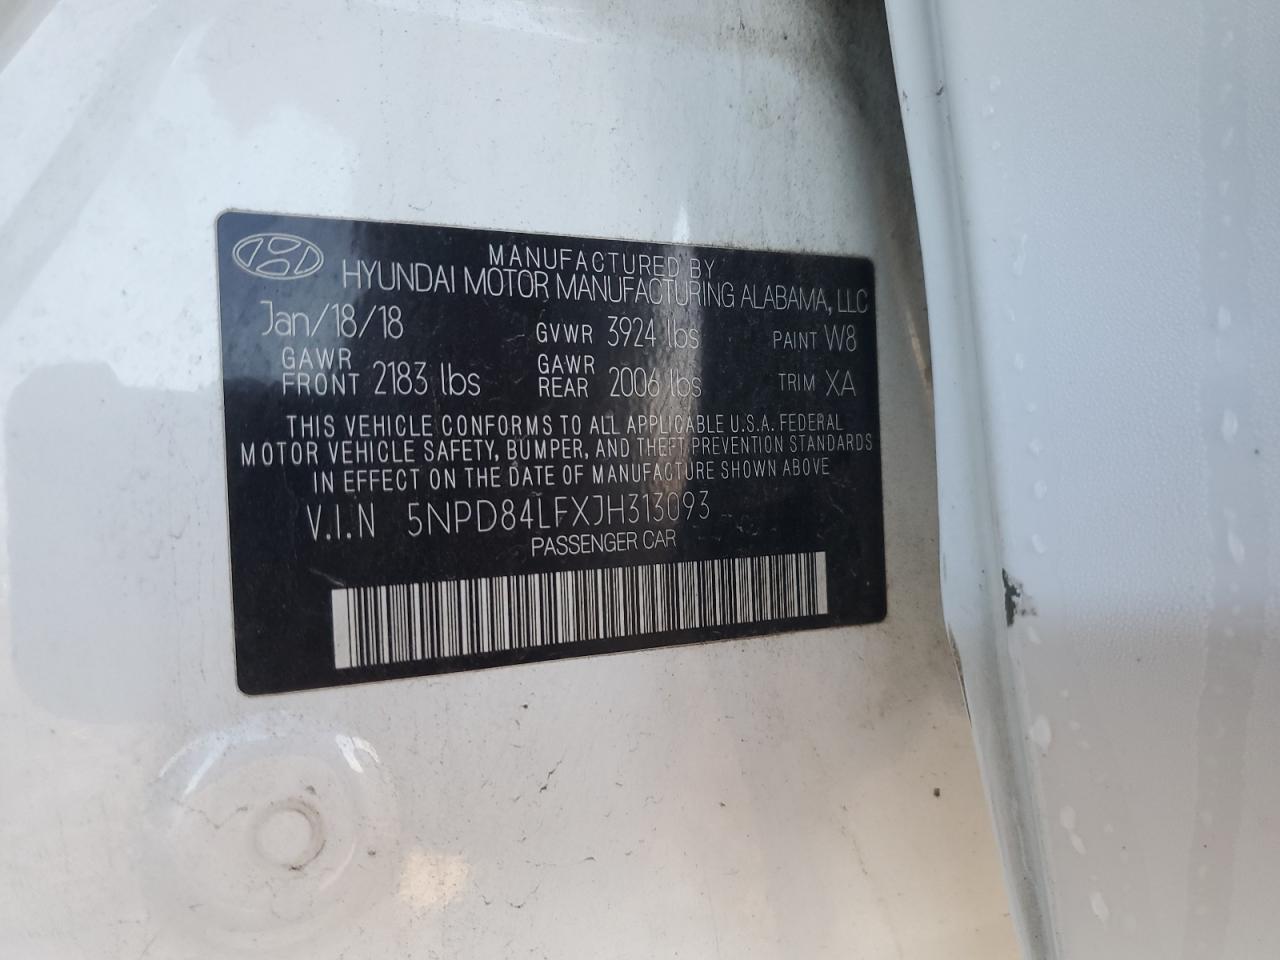 MANUFACTURED BY
HYUNDAI MOTOR MANUFACTURING ALABAMA, LLC
Jan/18/18 GVWR 3924 lbs PAINT W8
GAWR FRONT 2183 lbs GAWR REAR 2006 lbs TRIM XA
THIS VEHICLE CONFORMS TO ALL APPLICABLE U.S.A. FEDERAL
MOTOR VEHICLE SAFETY, BUMPER, AND THEFT PREVENTION STANDARDS
IN EFFECT ON THE DATE OF MANUFACTURE SHOWN ABOVE
V.I.N 5NPD84LFXJH313093
PASSENGER CAR